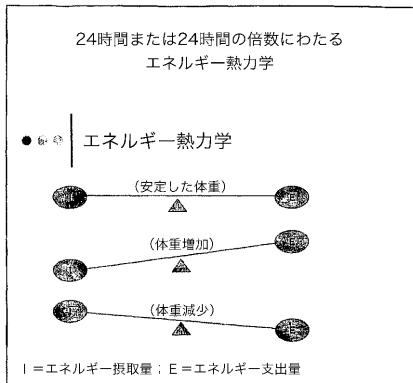 24時間または24時間の倍数にわたる
エネルギー熱力学
エネルギー熱力学
(安定した体重)
E
(体重増加)
I
E
(体重減少)
E
I＝エネルギー摂取量；E＝エネルギー支出量